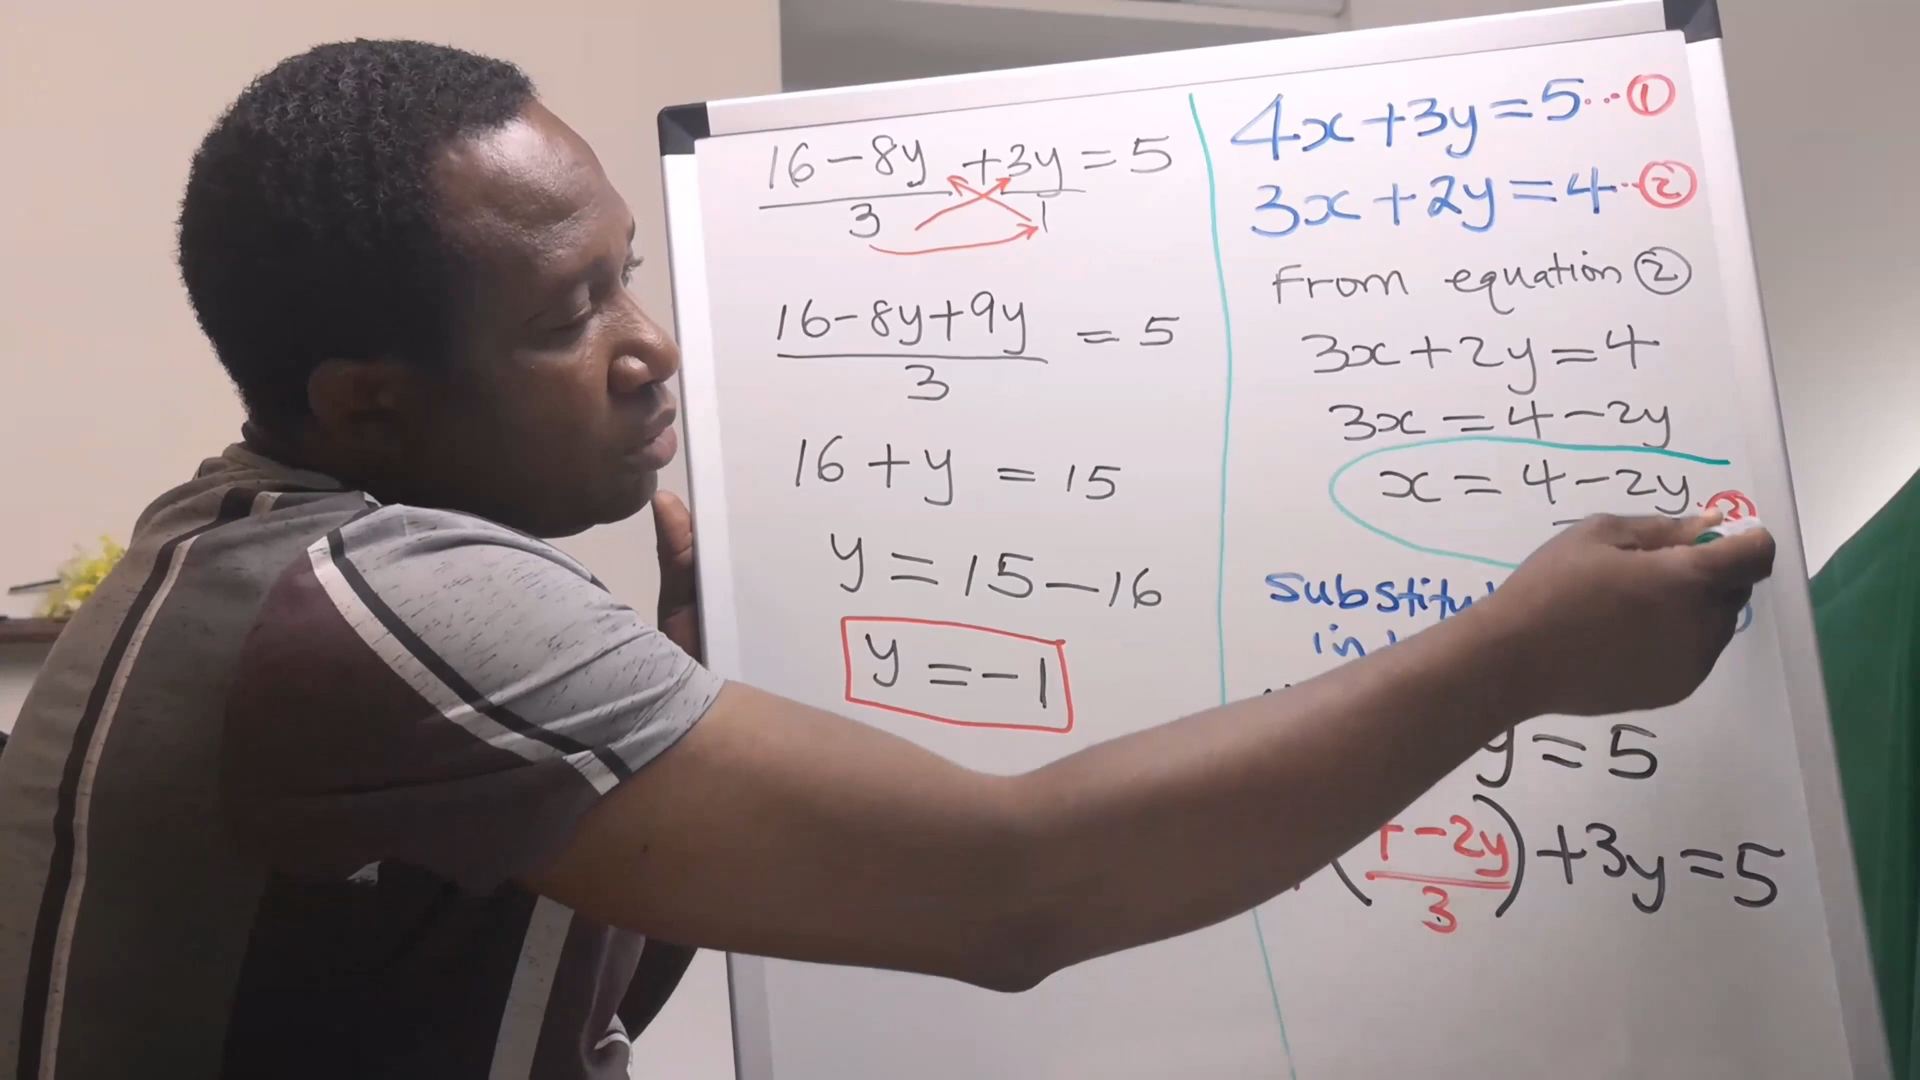 16-8y/3 +3y/1 = 5
16-8y+9y/3 = 5
16+y = 15
y = 15-16
y = -1
4x+3y=5...①
3x+2y=4..②
From equation ②
3x+2y=4
3x = 4-2y
x = 4-2y
y=5
-2y/3)+3y=5